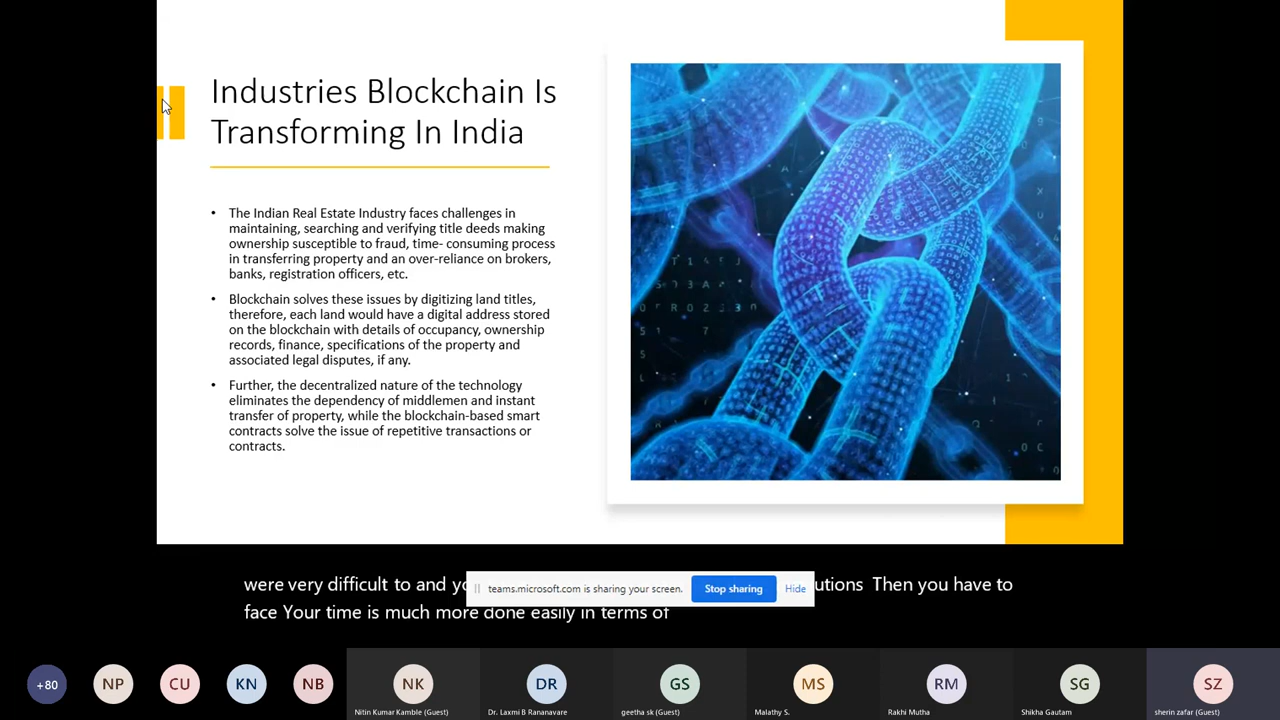 Industries Blockchain Is
Transforming In India
• The Indian Real Estate Industry faces challenges in
maintaining, searching and verifying title deeds making
ownership susceptible to fraud, time- consuming process
in transferring property and an over-reliance on brokers,
banks, registration officers, etc.
• Blockchain solves these issues by digitizing land titles,
therefore, each land would have a digital address stored
on the blockchain with details of occupancy, ownership
records, finance, specifications of the property and
associated legal disputes, if any.
• Further, the decentralized nature of the technology
eliminates the dependency of middlemen and instant
transfer of property, while the blockchain-based smart
contracts solve the issue of repetitive transactions or
contracts.
were very difficult to and Then you have to
teams.microsoft.com is sharing your screen. Stop sharing Hide
face Your time is much more done easily in terms of
+80 NP CU KN NB NK DR GS MS RM SG SZ
Nitin Kumar Kamble (Guest) Dr. Laxmi B Rananavare geetha sk (Guest) Malathy S. Rakhi Mutha Shikha Gautam sherin zafar (Guest)